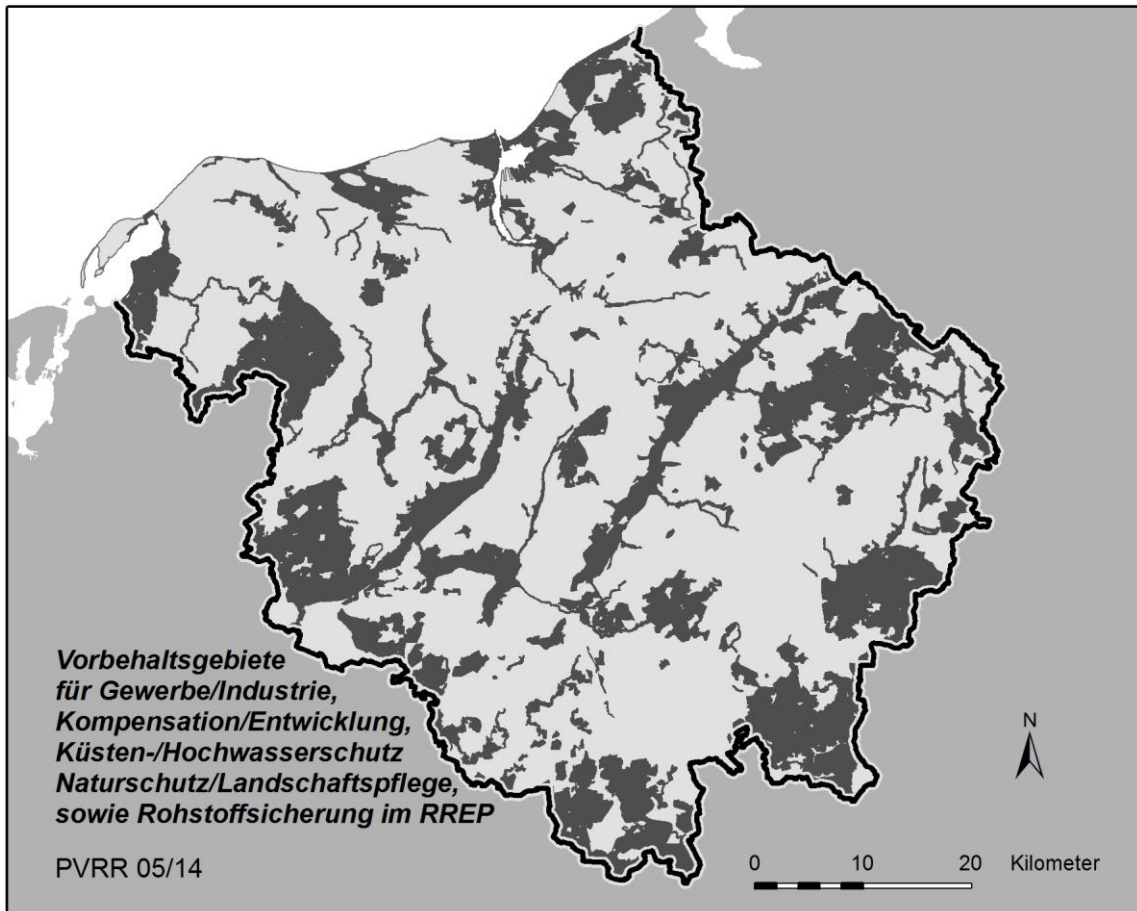 Vorbehaltsgebiete
für Gewerbe/Industrie,
Kompensation/Entwicklung,
Küsten-/Hochwasserschutz
Naturschutz/Landschaftspflege,
sowie Rohstoffsicherung im RREP
PVRR 05/14
N
0 10 20 Kilometer